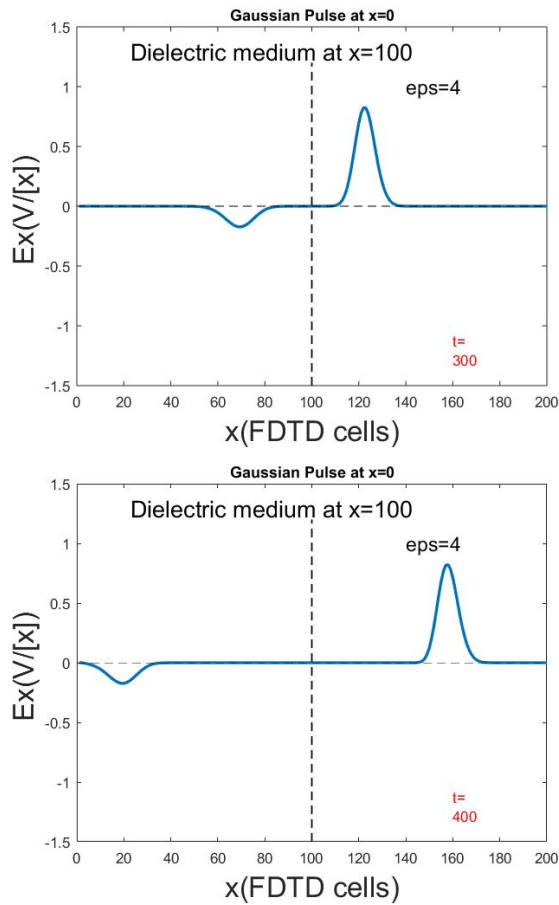 Gaussian Pulse at x=0
Dielectric medium at x=100
eps=4
1.5
1
0.5
0
-0.5
-1
-1.5
Ex(V/[x])
t=
300
0 20 40 60 80 100 120 140 160 180 200
x(FDTD cells)
Gaussian Pulse at x=0
Dielectric medium at x=100
eps=4
1.5
1
0.5
0
-0.5
-1
-1.5
Ex(V/[x])
t=
400
0 20 40 60 80 100 120 140 160 180 200
x(FDTD cells)